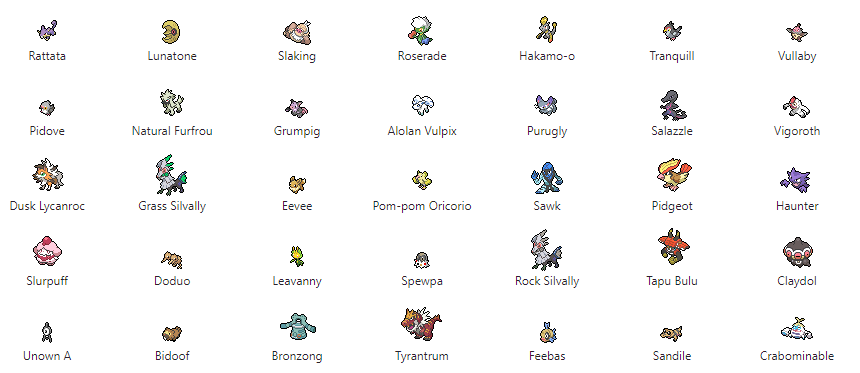 Rattata Lunatone Slaking Roserade Hakamo-o Tranquill Vullaby
Pidove Natural Furfrou Grumpig Alolan Vulpix Purugly Salazzle Vigoroth
Dusk Lycanroc Grass Silvally Eevee Pom-pom Oricorio Sawk Pidgeot Haunter
Slurpuff Doduo Leavanny Spewpa Rock Silvally Tapu Bulu Claydol
Unown A Bidoof Bronzong Tyrantrum Feebas Sandile Crabominable